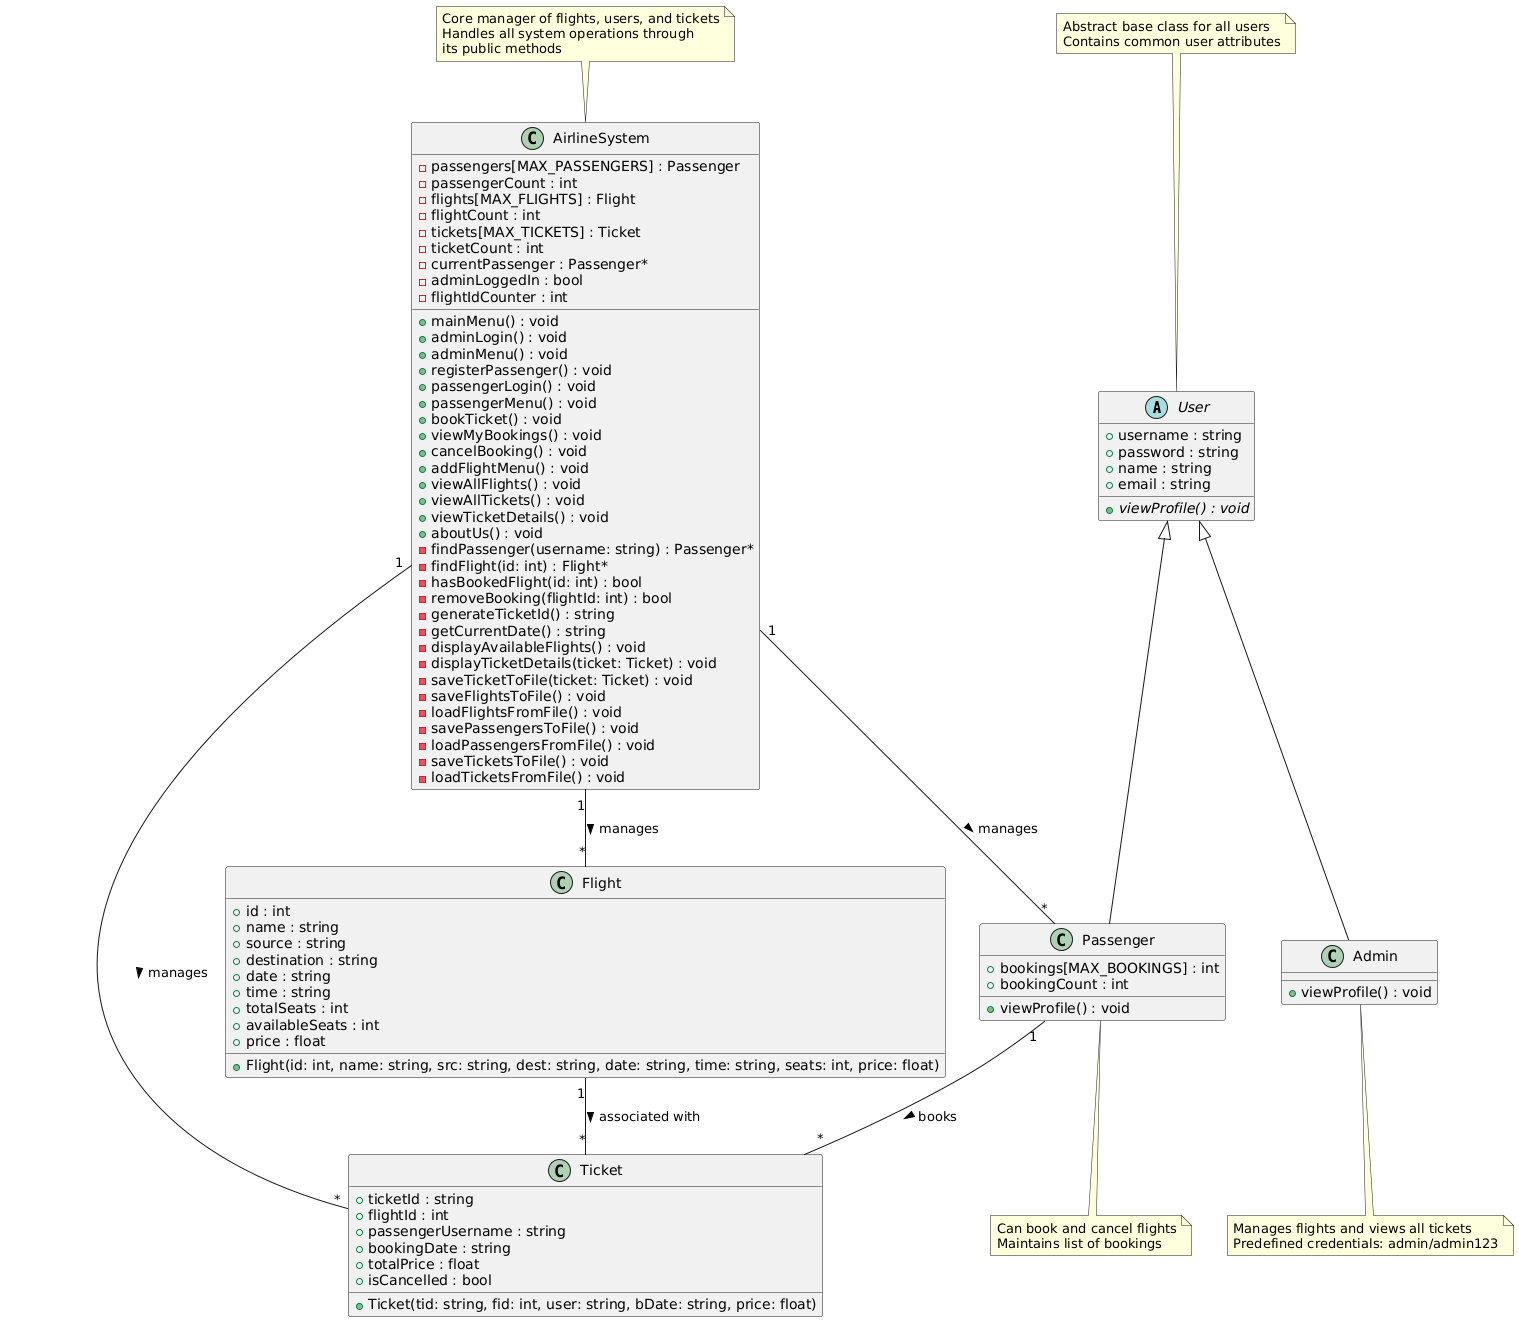 Core manager of flights, users, and tickets
Handles all system operations through
its public methods
Abstract base class for all users
Contains common user attributes
C AirlineSystem
passengers[MAX_PASSENGERS] : Passenger
passengerCount : int
flights[MAX_FLIGHTS] : Flight
flightCount : int
tickets[MAX_TICKETS] : Ticket
ticketCount : int
currentPassenger : Passenger*
adminLoggedIn : bool
flightIdCounter : int
mainMenu() : void
adminLogin() : void
adminMenu() : void
registerPassenger() : void
passengerLogin() : void
passengerMenu() : void
bookTicket() : void
viewMyBookings() : void
cancelBooking() : void
addFlightMenu() : void
viewAllFlights() : void
viewAllTickets() : void
viewTicketDetails() : void
aboutUs() : void
findPassenger(username: string) : Passenger*
findFlight(id: int) : Flight*
hasBookedFlight(id: int) : bool
removeBooking(flightId: int) : bool
generateTicketId() : string
getCurrentDate() : string
displayAvailableFlights() : void
displayTicketDetails(ticket: Ticket) : void
saveTicketToFile(ticket: Ticket) : void
saveFlightsToFile() : void
loadFlightsFromFile() : void
savePassengersToFile() : void
loadPassengersFromFile() : void
saveTicketsToFile() : void
loadTicketsFromFile() : void
A User
username : string
password : string
name : string
email : string
viewProfile() : void
1
1
1
manages
manages
*
*
C Flight
id : int
name : string
source : string
destination : string
date : string
time : string
totalSeats : int
availableSeats : int
price : float
Flight(id: int, name: string, src: string, dest: string, date: string, time: string, seats: int, price: float)
C Passenger
bookings[MAX_BOOKINGS] : int
bookingCount : int
viewProfile() : void
C Admin
viewProfile() : void
manages
1
1
associated with
books
*
*
*
C Ticket
ticketId : string
flightId : int
passengerUsername : string
bookingDate : string
totalPrice : float
isCancelled : bool
Ticket(tid: string, fid: int, user: string, bDate: string, price: float)
Can book and cancel flights
Maintains list of bookings
Manages flights and views all tickets
Predefined credentials: admin/admin123